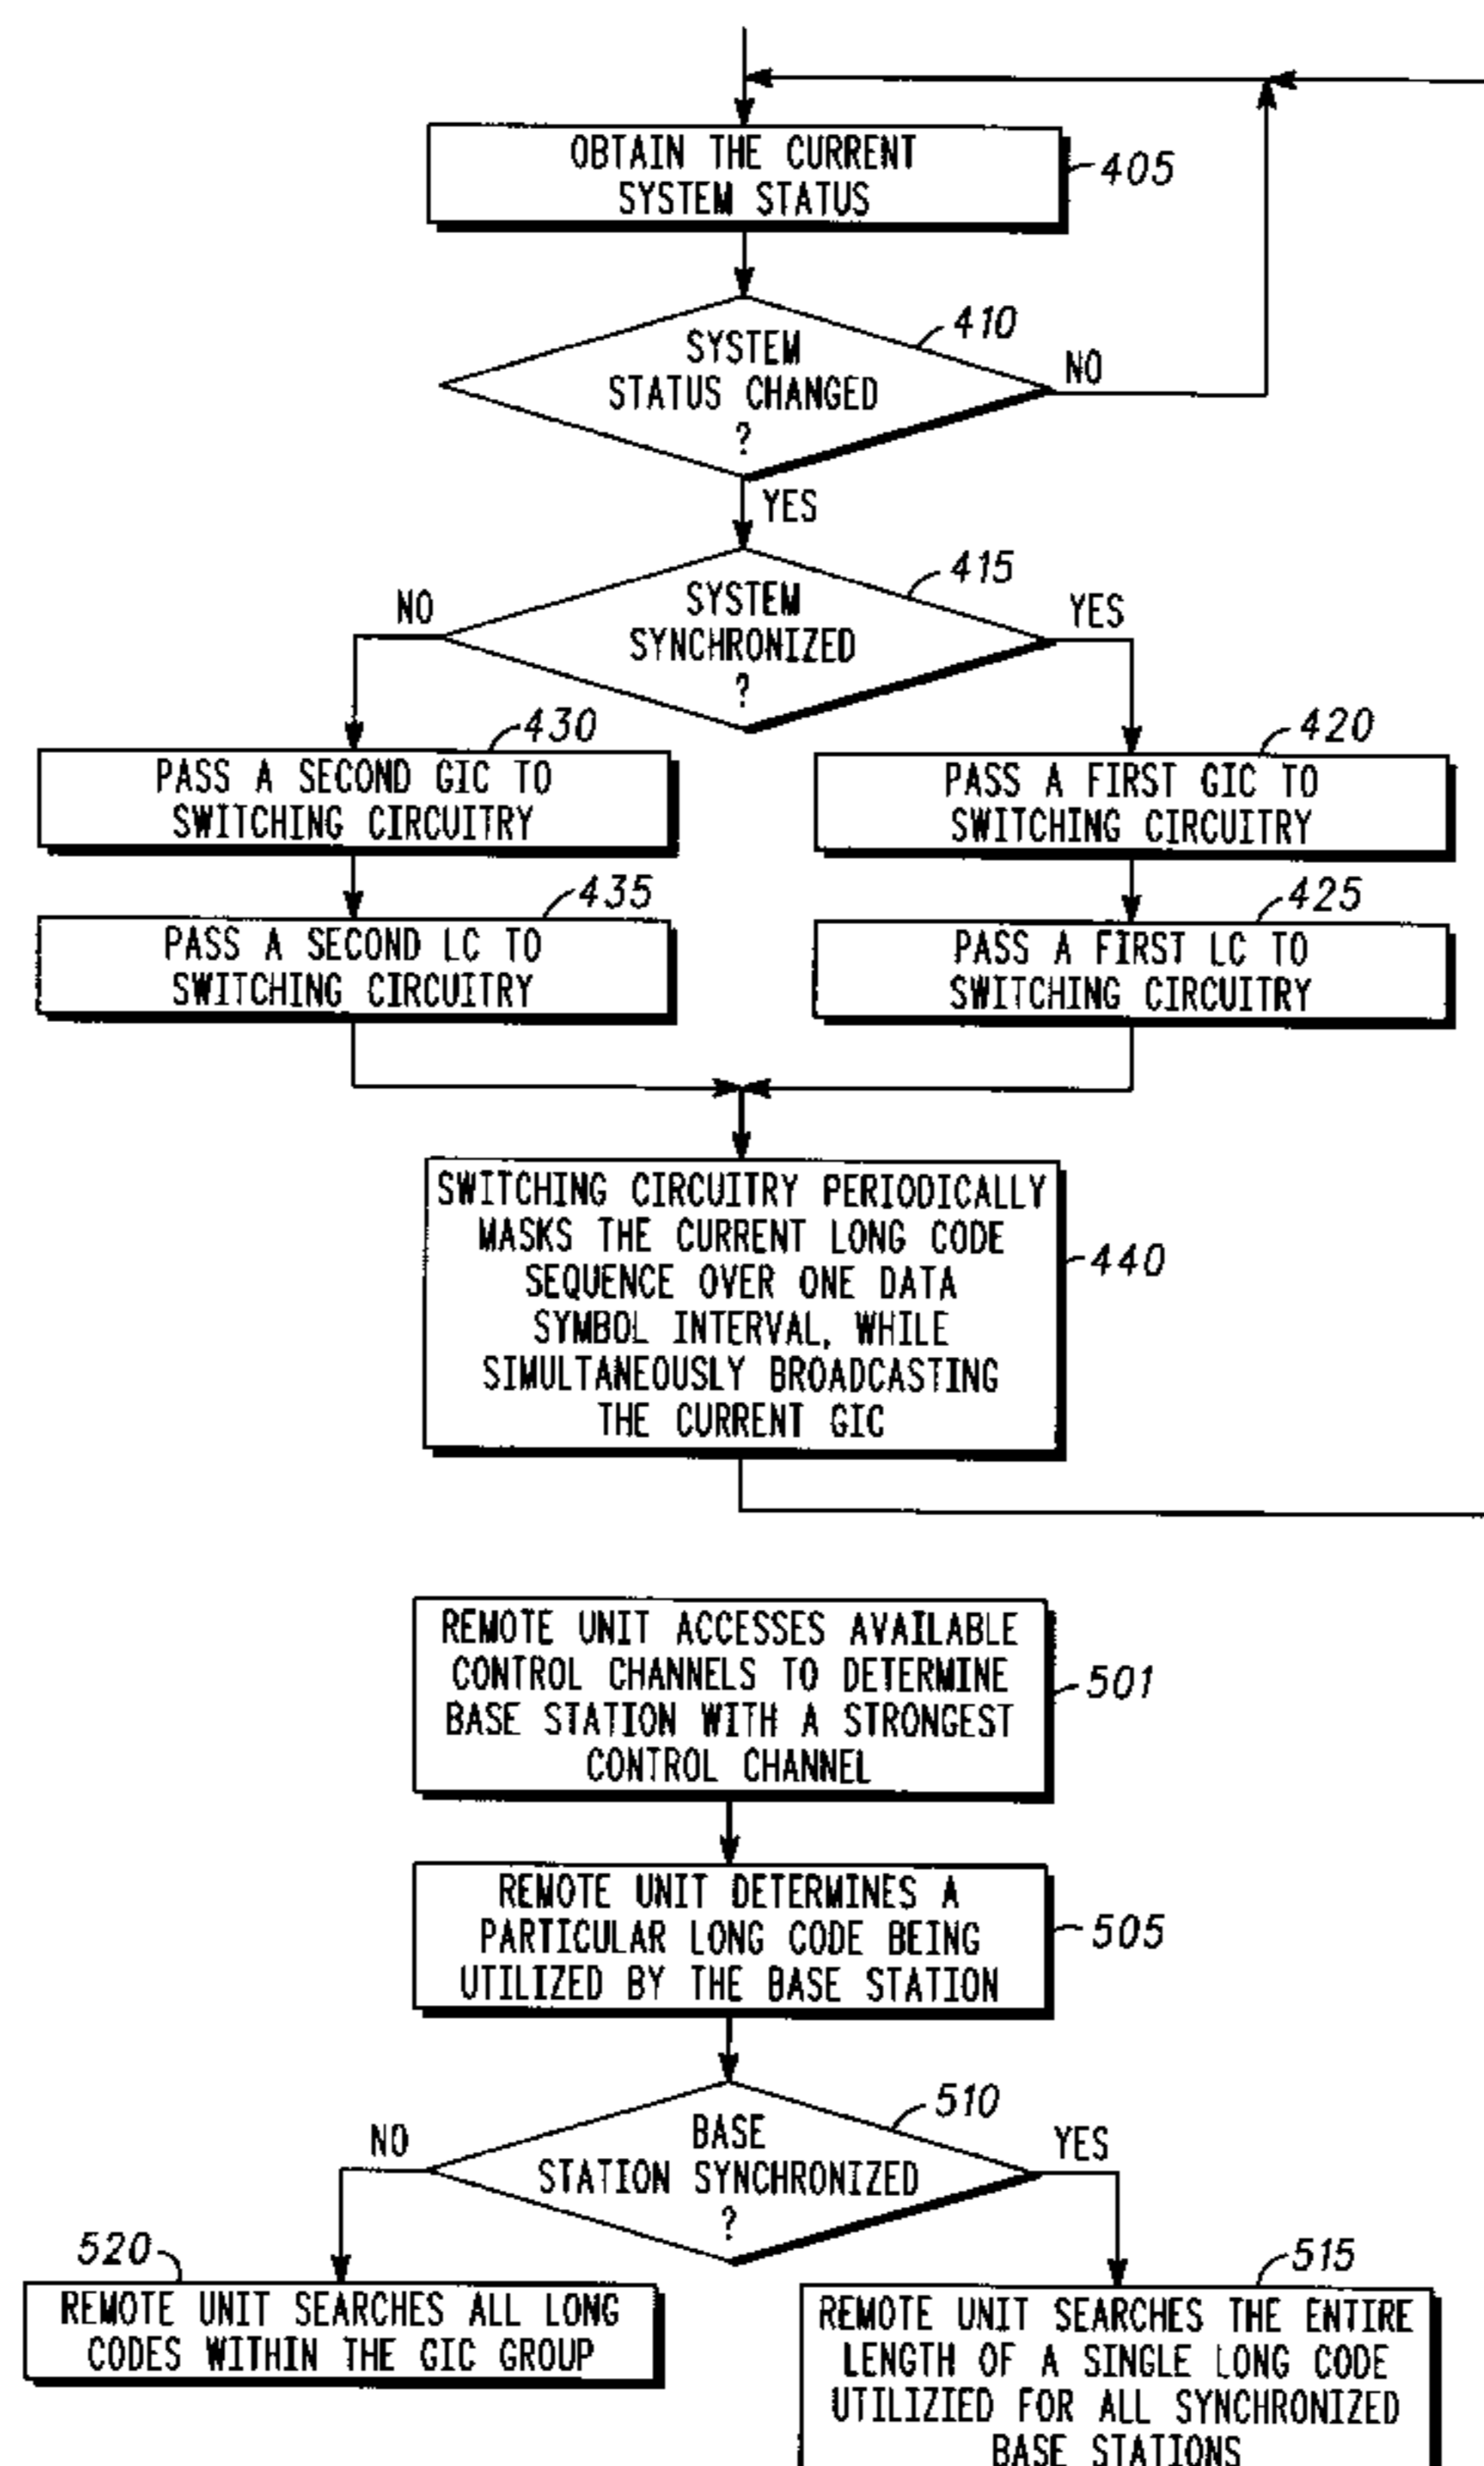 OBTAIN THE CURRENT
SYSTEM STATUS
405
410
SYSTEM
STATUS CHANGED
?
NO
YES
415
SYSTEM
SYNCHRONIZED
?
NO
YES
430
PASS A SECOND GIC TO
SWITCHING CIRCUITRY
420
PASS A FIRST GIC TO
SWITCHING CIRCUITRY
435
PASS A SECOND LC TO
SWITCHING CIRCUITRY
425
PASS A FIRST LC TO
SWITCHING CIRCUITRY
SWITCHING CIRCUITRY PERIODICALLY
MASKS THE CURRENT LONG CODE
SEQUENCE OVER ONE DATA
SYMBOL INTERVAL, WHILE
SIMULTANEOUSLY BROADCASTING
THE CURRENT GIC
440
REMOTE UNIT ACCESSES AVAILABLE
CONTROL CHANNELS TO DETERMINE
BASE STATION WITH A STRONGEST
CONTROL CHANNEL
501
REMOTE UNIT DETERMINES A
PARTICULAR LONG CODE BEING
UTILIZED BY THE BASE STATION
505
510
BASE
STATION SYNCHRONIZED
?
NO
YES
520
REMOTE UNIT SEARCHES ALL LONG
CODES WITHIN THE GIC GROUP
515
REMOTE UNIT SEARCHES THE ENTIRE
LENGTH OF A SINGLE LONG CODE
UTILIZIED FOR ALL SYNCHRONIZED
BASE STATIONS